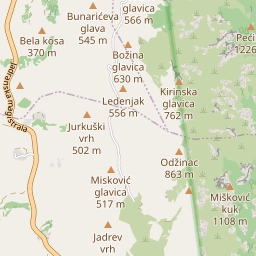 Bunarićeva
glava
545 m
glavica
566 m
Bela kosa
370 m
Božina
glavica
630 m
Peći
m
Kirinska
glavica
762 m
Ledenjak
556 m
Jadranska magistrala
Jurkuški
vrh
502 m
Odžinac
863 m
Misković
glavica
517 m
Mišković
kuk
1108 m
Jadrev
vrh